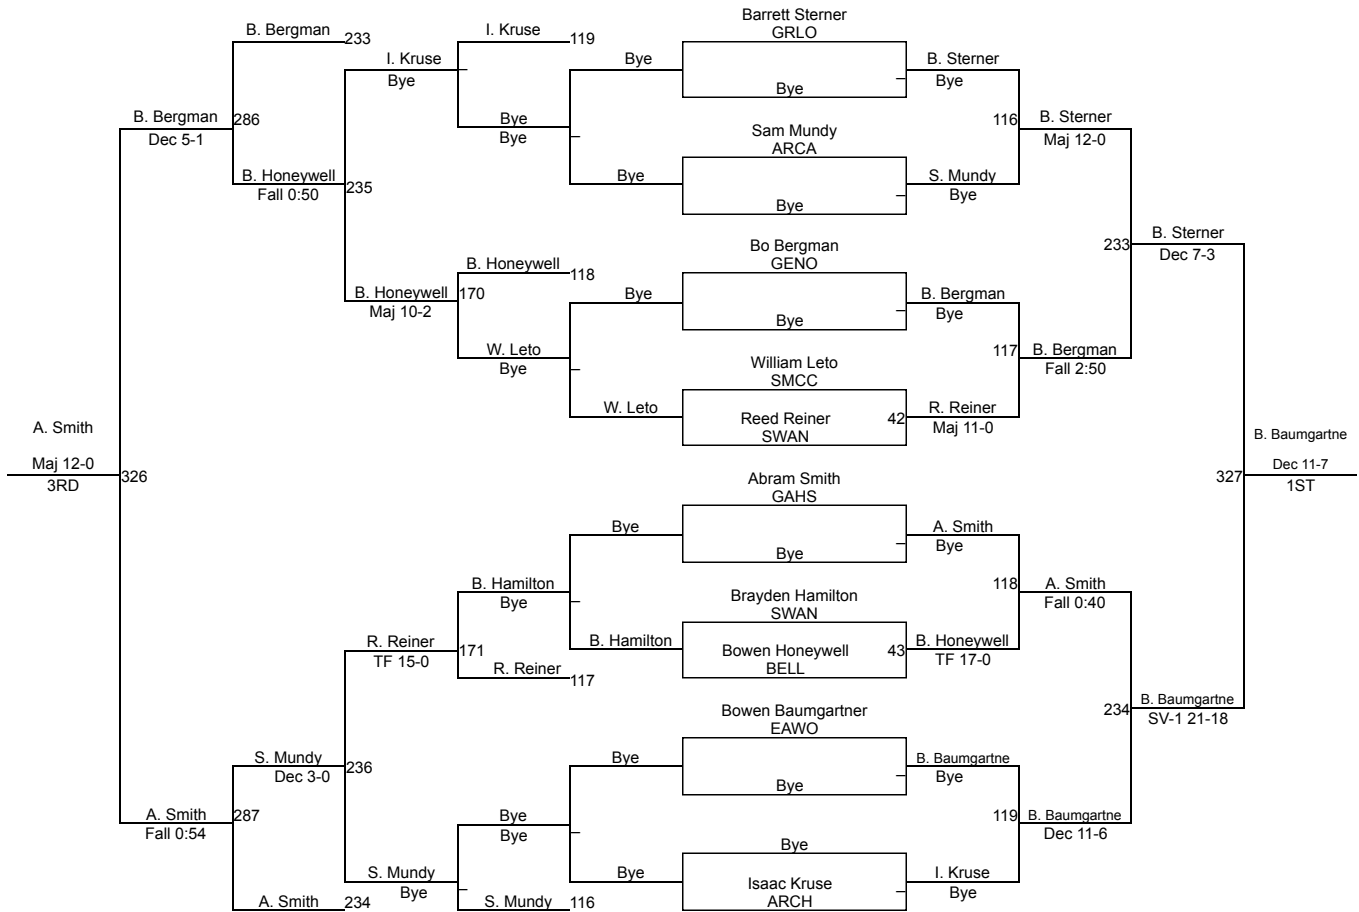 Barrett Sterner
GRLO
B. Bergman
233
I. Kruse
119
I. Kruse
Bye
Bye
Bye
B. Sterner
Bye
B. Bergman
286
Dec 5-1
Bye
Bye
Sam Mundy
ARCA
116
B. Sterner
Maj 12-0
B. Honeywell
Fall 0:50
235
Bye
Bye
S. Mundy
Bye
Bo Bergman
GENO
233
B. Sterner
Dec 7-3
B. Honeywell
118
B. Honeywell
170
Maj 10-2
Bye
Bye
B. Bergman
Bye
W. Leto
Bye
William Leto
SMCC
117
B. Bergman
Fall 2:50
W. Leto
Reed Reiner
SWAN
42
R. Reiner
Maj 11-0
A. Smith
Maj 12-0
3RD
326
B. Baumgartne
327
Dec 11-7
1ST
Abram Smith
GAHS
Bye
Bye
A. Smith
Bye
B. Hamilton
Bye
Brayden Hamilton
SWAN
118
A. Smith
Fall 0:40
R. Reiner
TF 15-0
171
B. Hamilton
Bowen Honeywell
BELL
43
B. Honeywell
TF 17-0
R. Reiner
117
Bowen Baumgartner
EAWO
234
B. Baumgartne
SV-1 21-18
S. Mundy
Dec 3-0
236
Bye
Bye
B. Baumgartne
Bye
A. Smith
Fall 0:54
287
Bye
Bye
Bye
119
B. Baumgartne
Dec 11-6
S. Mundy
Bye
Bye
Isaac Kruse
ARCH
I. Kruse
Bye
A. Smith
234
S. Mundy
116